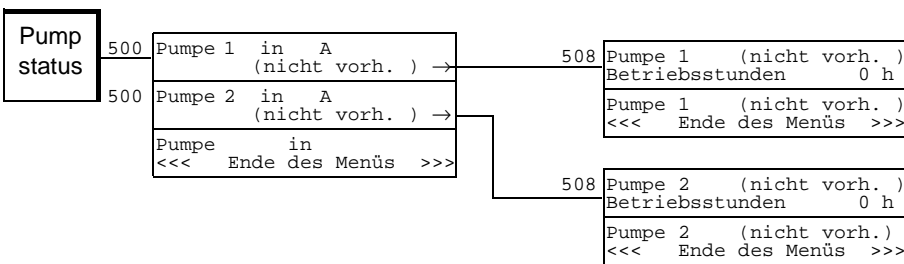 Pump
status
500
Pumpe 1 in A
(nicht vorh. ) →
500
Pumpe 2 in A
(nicht vorh. ) →
Pumpe in
<<< Ende des Menüs >>>
508
Pumpe 1 (nicht vorh. )
Betriebsstunden 0 h
Pumpe 1 (nicht vorh. )
<<< Ende des Menüs >>>
508
Pumpe 2 (nicht vorh. )
Betriebsstunden 0 h
Pumpe 2 (nicht vorh.)
<<< Ende des Menüs >>>